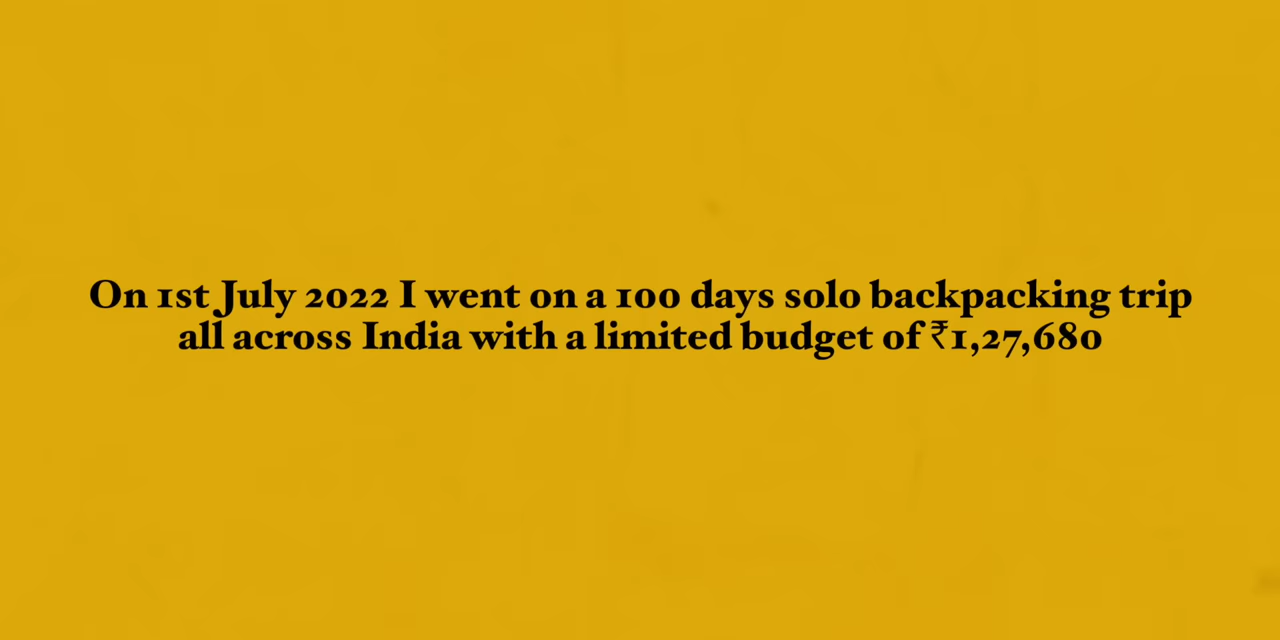 On 1st July 2022 I went on a 100 days solo backpacking trip
all across India with a limited budget of ₹1,27,680